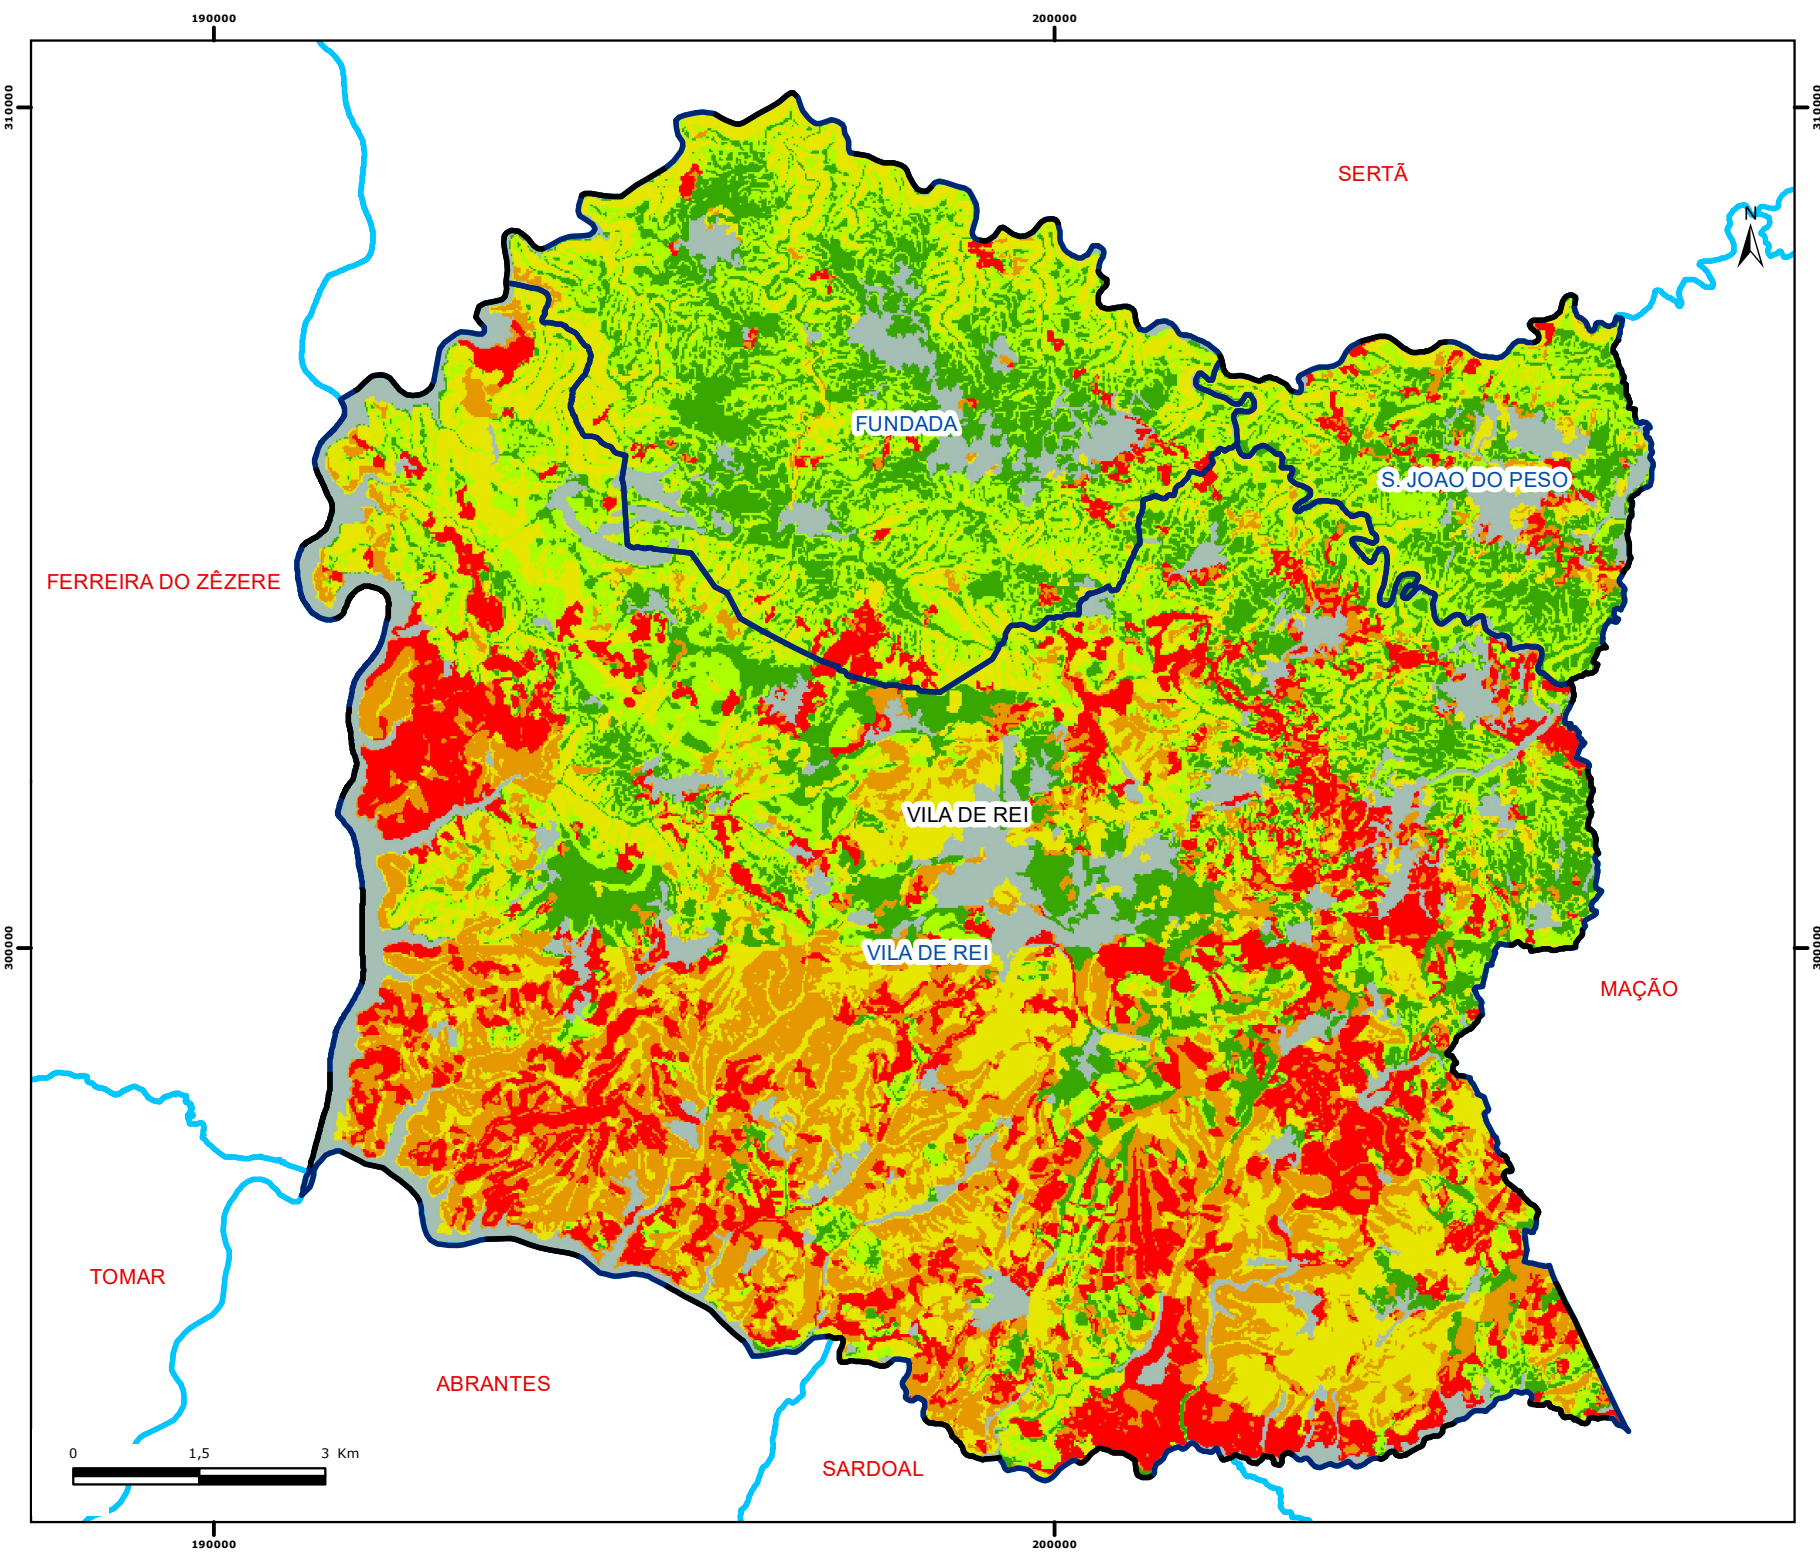 190000
200000
310000
310000
SERTÃ
N
FUNDADA
S. JOAO DO PESO
FERREIRA DO ZÊZERE
VILA DE REI
VILA DE REI
300000
300000
MAÇÃO
TOMAR
ABRANTES
SARDOAL
0 1,5 3 Km
190000
200000